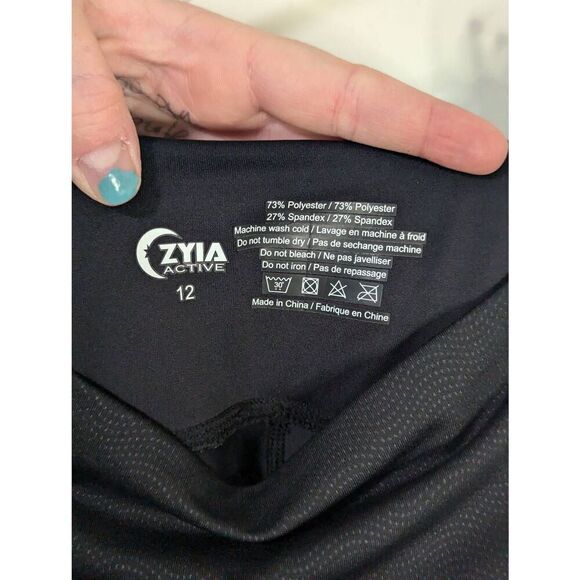 ZYIA
ACTIVE
12
73% Polyester / 73% Polyester
27% Spandex / 27% Spandex
Machine wash cold / Lavage en machine à froid
Do not tumble dry / Pas de sechange machine
Do not bleach / Ne pas javelliser
Do not iron / Pas de repassage
30°
Made in China / Fabrique en Chine